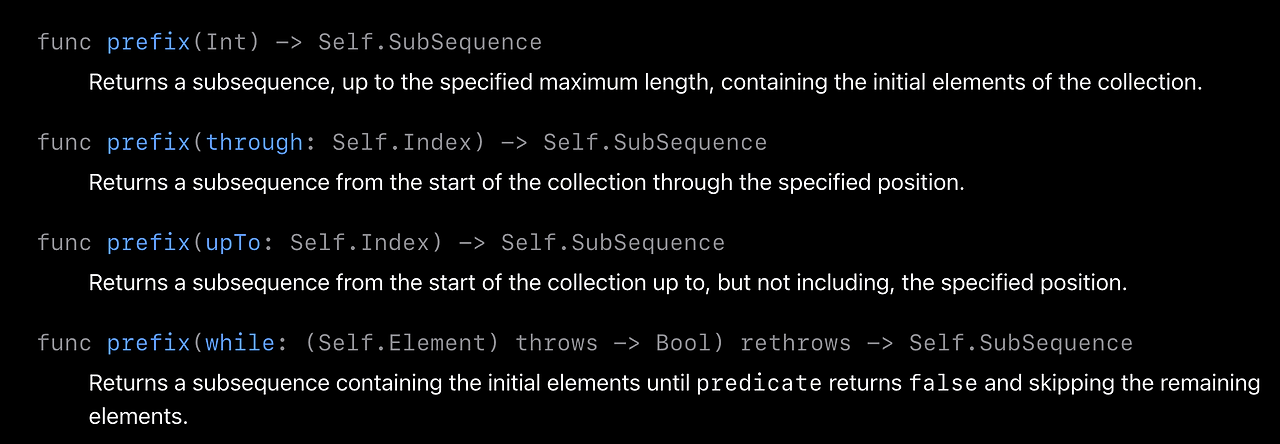 func prefix(Int) -> Self.SubSequence
Returns a subsequence, up to the specified maximum length, containing the initial elements of the collection.
func prefix(through: Self.Index) -> Self.SubSequence
Returns a subsequence from the start of the collection through the specified position.
func prefix(upTo: Self.Index) -> Self.SubSequence
Returns a subsequence from the start of the collection up to, but not including, the specified position.
func prefix(while: (Self.Element) throws -> Bool) rethrows -> Self.SubSequence
Returns a subsequence containing the initial elements until predicate returns false and skipping the remaining
elements.